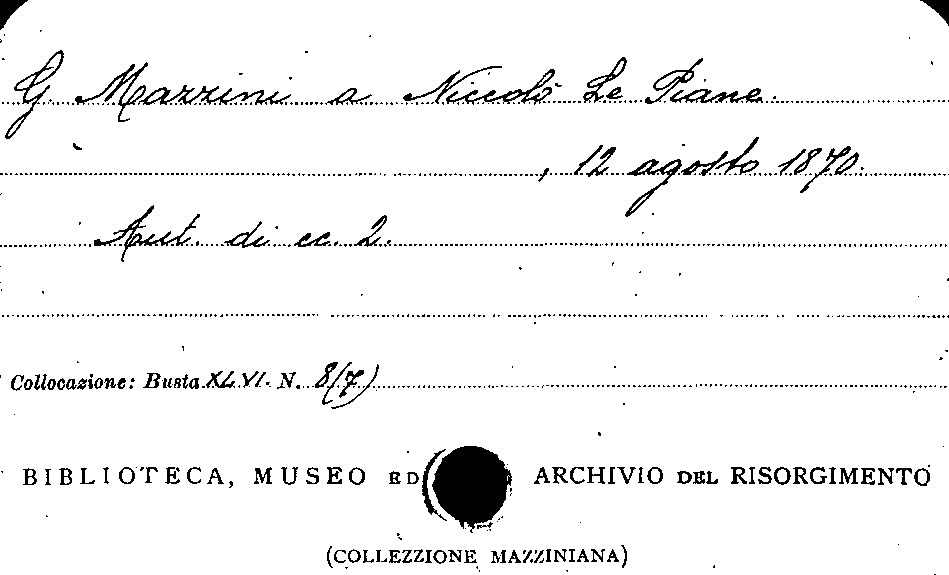 G Mazzini a Niccolò Le Piane.
, 12 agosto 1870.
Aut. di cc. 2.
Collocazione: Busta XLVI. N. 8(7)
BIBLIOTECA, MUSEO ED ARCHIVIO DEL RISORGIMENTO
(COLLEZZIONE MAZZINIANA)